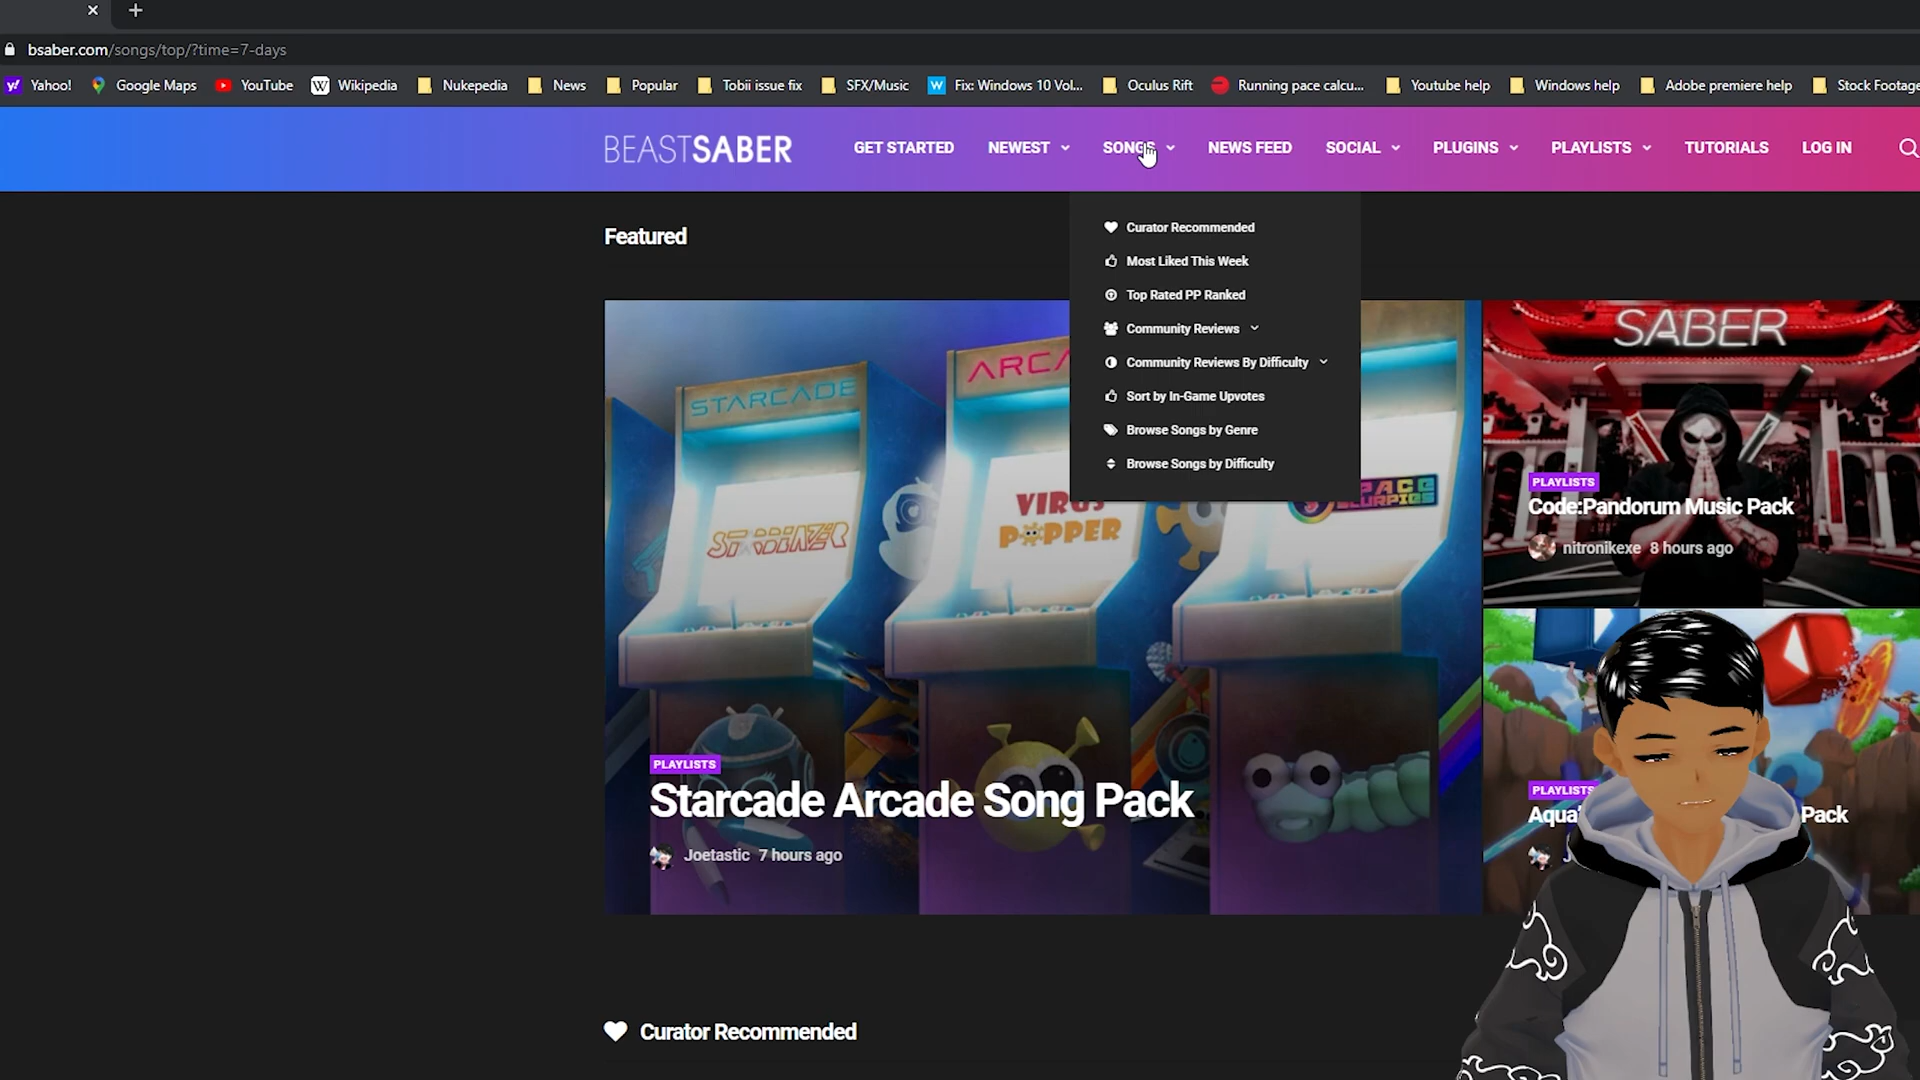 bsaber.com/songs/top/?time=7-days
Yahoo! Google Maps YouTube Wikipedia Nukepedia News Popular Tobii issue fix SFX/Music Fix: Windows 10 Vol... Oculus Rift Running pace calcu... Youtube help Windows help Adobe premiere help Stock Footage
BEASTSABER GET STARTED NEWEST SONGS NEWS FEED SOCIAL PLUGINS PLAYLISTS TUTORIALS LOG IN
Featured
Curator Recommended
Most Liked This Week
Top Rated PP Ranked
Community Reviews
Community Reviews By Difficulty
Sort by In-Game Upvotes
Browse Songs by Genre
Browse Songs by Difficulty
STARCADE
VIRUS
POPPER
SABER
PLAYLISTS
Code:Pandorum Music Pack
nitronikexe 8 hours ago
PLAYLISTS
Pack
PLAYLISTS
Starcade Arcade Song Pack
Joetastic 7 hours ago
Curator Recommended